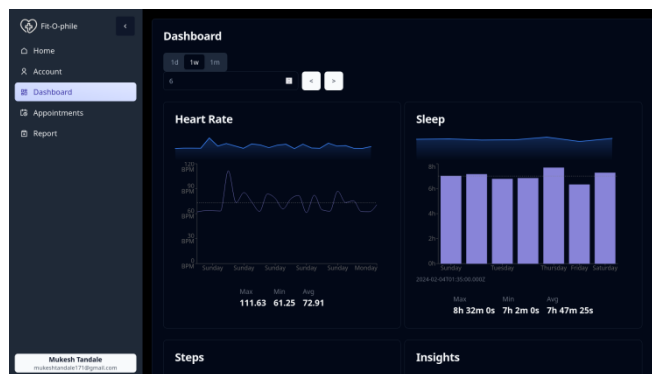 Fit-O-phile
Home
Account
Dashboard
Appointments
Report
Mukesh Tandale
mukeshtandale171@gmail.com
Dashboard
1d 1w 1m
6
< >
Heart Rate
120 BPM
90 BPM
60 BPM
30 BPM
0 BPM
Sunday Sunday Sunday Sunday Sunday Monday
Max Min Avg
111.63 61.25 72.91
Sleep
8h
6h
4h
2h
0h
Sunday Tuesday Thursday Friday Saturday
2024-02-04T01:35:00.000Z
Max Min Avg
8h 32m 0s 7h 2m 0s 7h 47m 25s
Steps
Insights